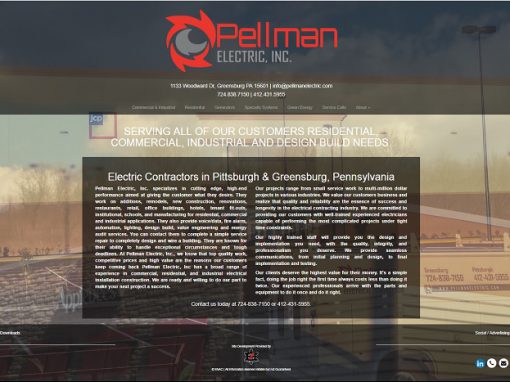 Pellman
ELECTRIC, INC.
1133 Woodward Dr, Greensburg PA 15601 | info@pellmanelectric.com
724.838.7150 | 412.431.5955
Commercial & Industrial Residential Generators Specialty Systems Green Energy Service Calls About
SERVING ALL OF OUR CUSTOMERS RESIDENTIAL,
COMMERCIAL, INDUSTRIAL AND DESIGN BUILD NEEDS
jcp
Electric Contractors in Pittsburgh & Greensburg, Pennsylvania
Pellman Electric, Inc. specializes in cutting edge, high-end
performance aimed at giving the customer what they desire. They
work on additions, remodels, new construction, renovations,
restaurants, retail, office buildings, hotels, tenant fit-outs,
institutional, schools, and manufacturing for residential, commercial
and industrial applications. They also provide voice/data, fire alarm,
automation, lighting, design build, value engineering and energy
audit services. They can conduct them to complete a simple service
repair to completely design and wire a building. They are known for
their ability to handle exceptional circumstances and tough
deadlines. At Pellman Electric, Inc., we know that top quality work,
competitive prices and high value are the reasons our customers
keep coming back. Pellman Electric, Inc has a broad range of
experience in commercial, residential, and industrial electrical
installation construction. We are ready and willing to do our part to
make your next project a success.
Our projects range from small service work to multi-million dollar
projects in various industries. We value our customers business and
realize that quality and reliability are the essence of success and
longevity in the electrical contracting industry. We are committed to
providing our customers with well-trained experienced electricians
capable of performing the most complicated projects under tight
time constraints.
Our highly trained staff will provide you the design and
implementation you need, with the quality, integrity, and
professionalism you deserve. We provide seamless
communications, from initial planning and design, to final
implementation and testing.
Our clients deserve the highest value for their money. It's a simple
fact, doing the job right the first time always costs less than doing it
twice. Our experienced professionals arrive with the parts and
equipment to do it once and do it right.
Contact us today at 724-838-7150 or 412-431-5955.
Greensburg
724-838-7150
Downloads
Social / Advertising
Site Development Provided By